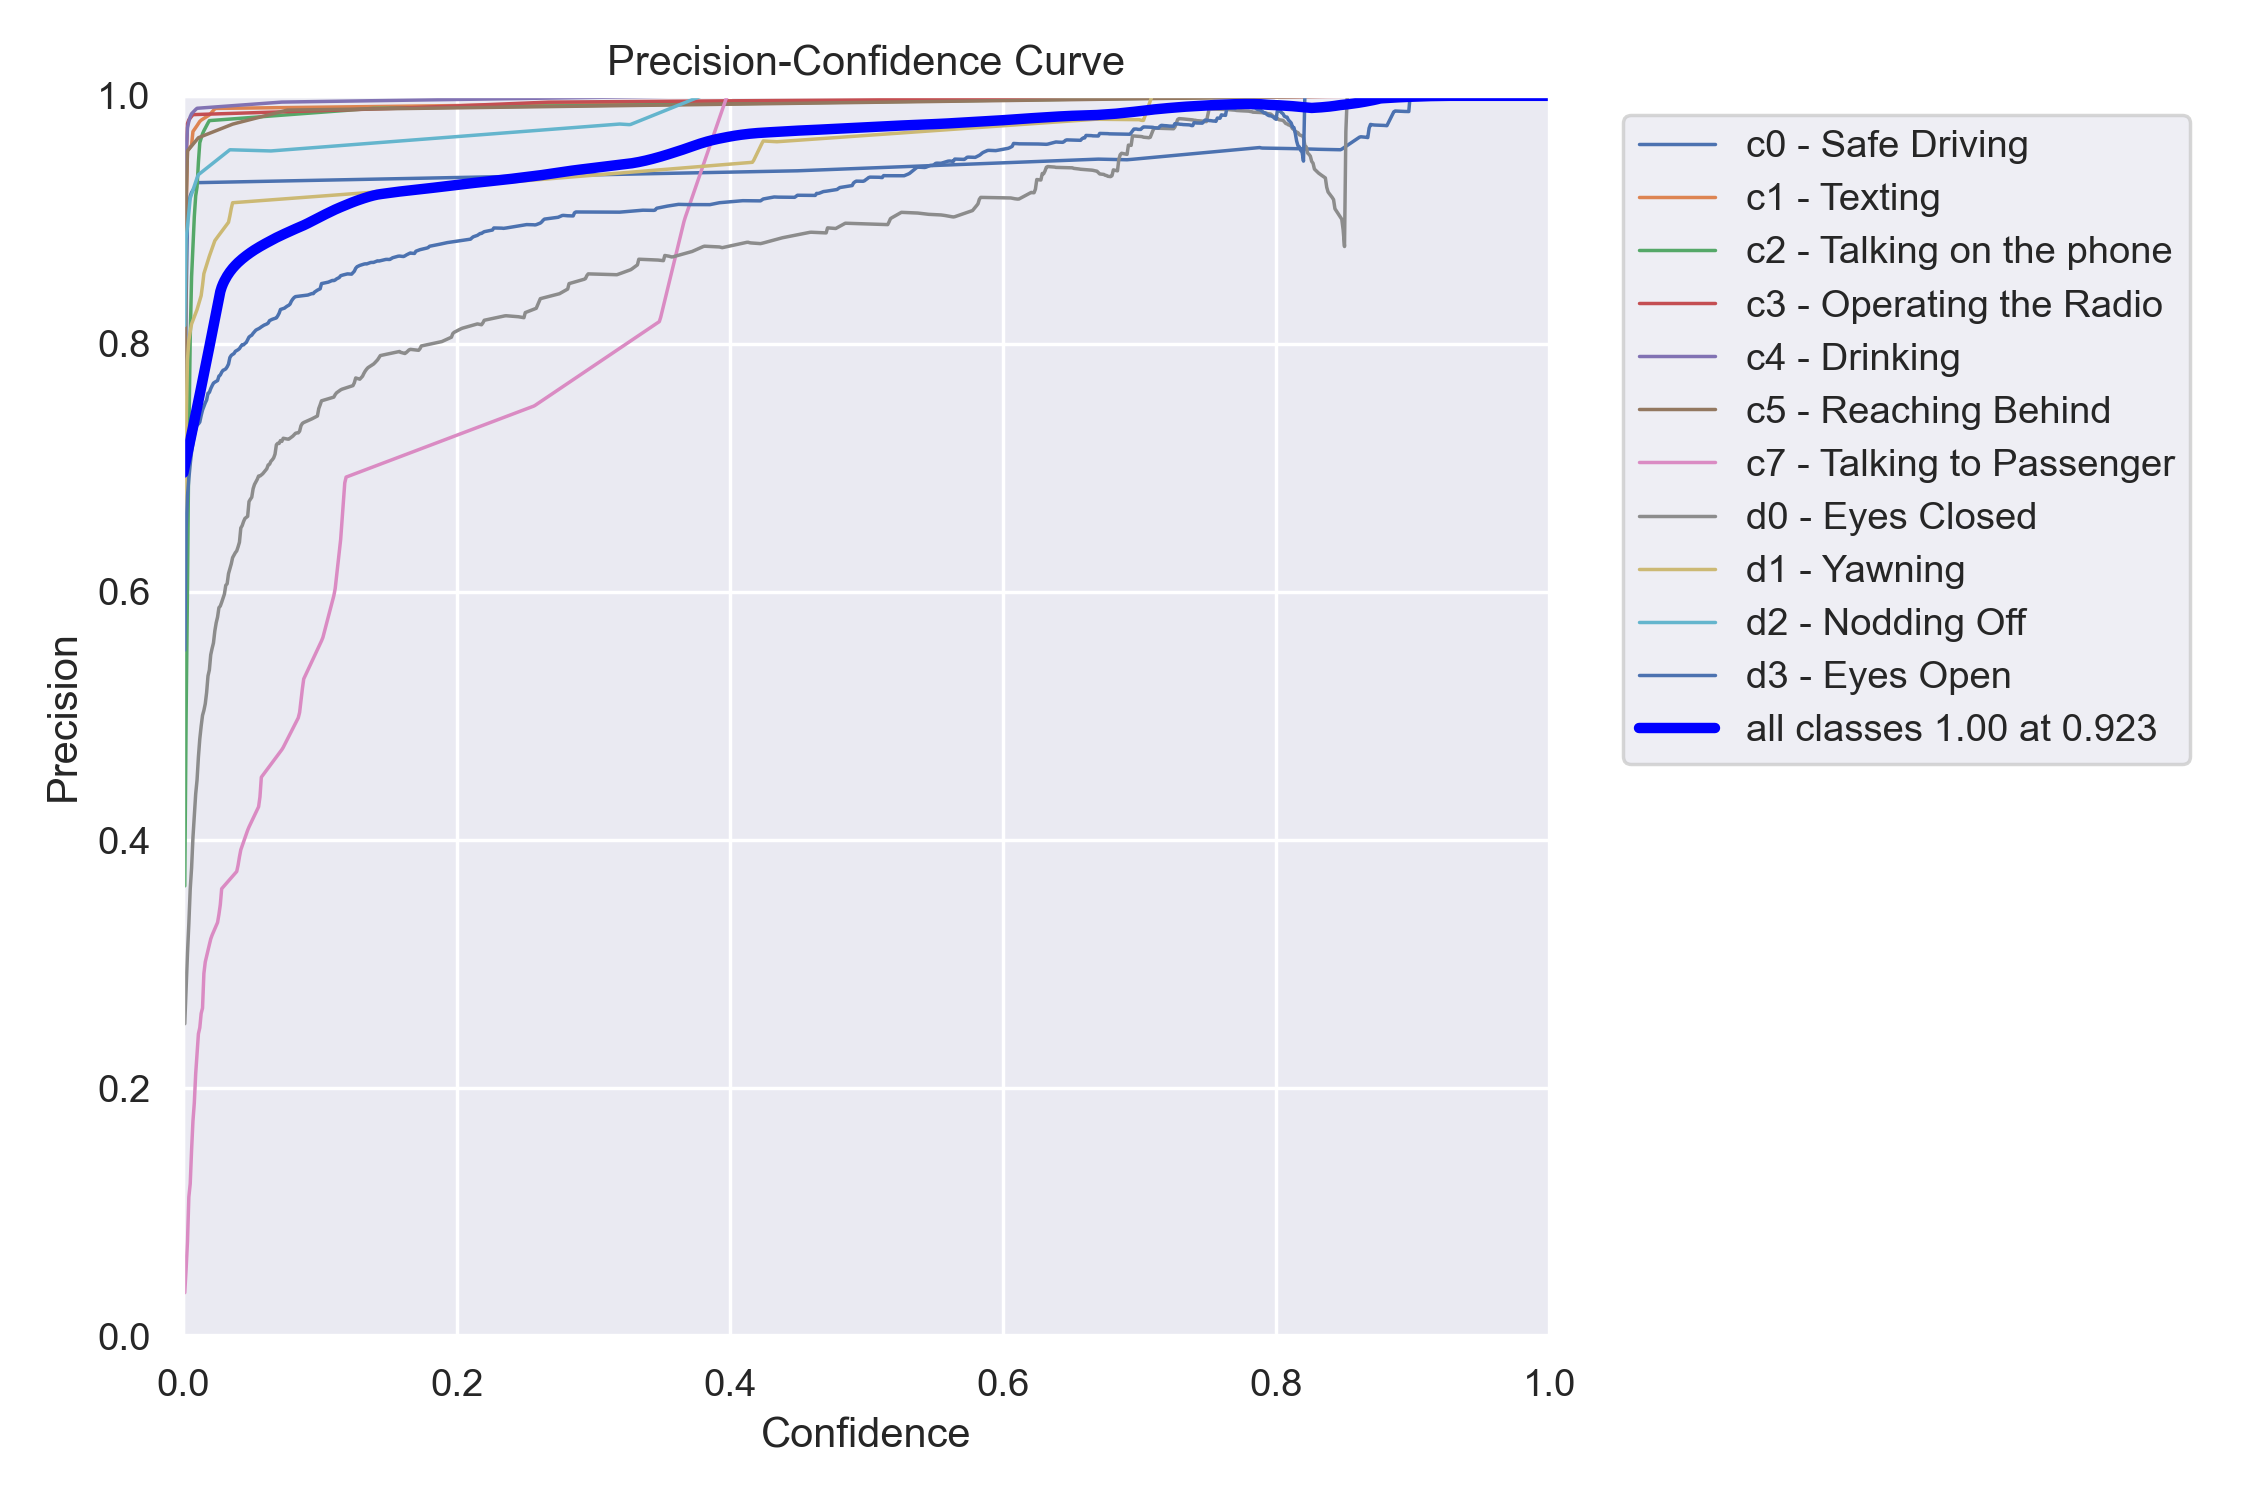 Precision-Confidence Curve
1.0
0.8
0.6
0.4
0.2
0.0
Precision
0.0 0.2 0.4 0.6 0.8 1.0
Confidence
c0 - Safe Driving
c1 - Texting
c2 - Talking on the phone
c3 - Operating the Radio
c4 - Drinking
c5 - Reaching Behind
c7 - Talking to Passenger
d0 - Eyes Closed
d1 - Yawning
d2 - Nodding Off
d3 - Eyes Open
all classes 1.00 at 0.923